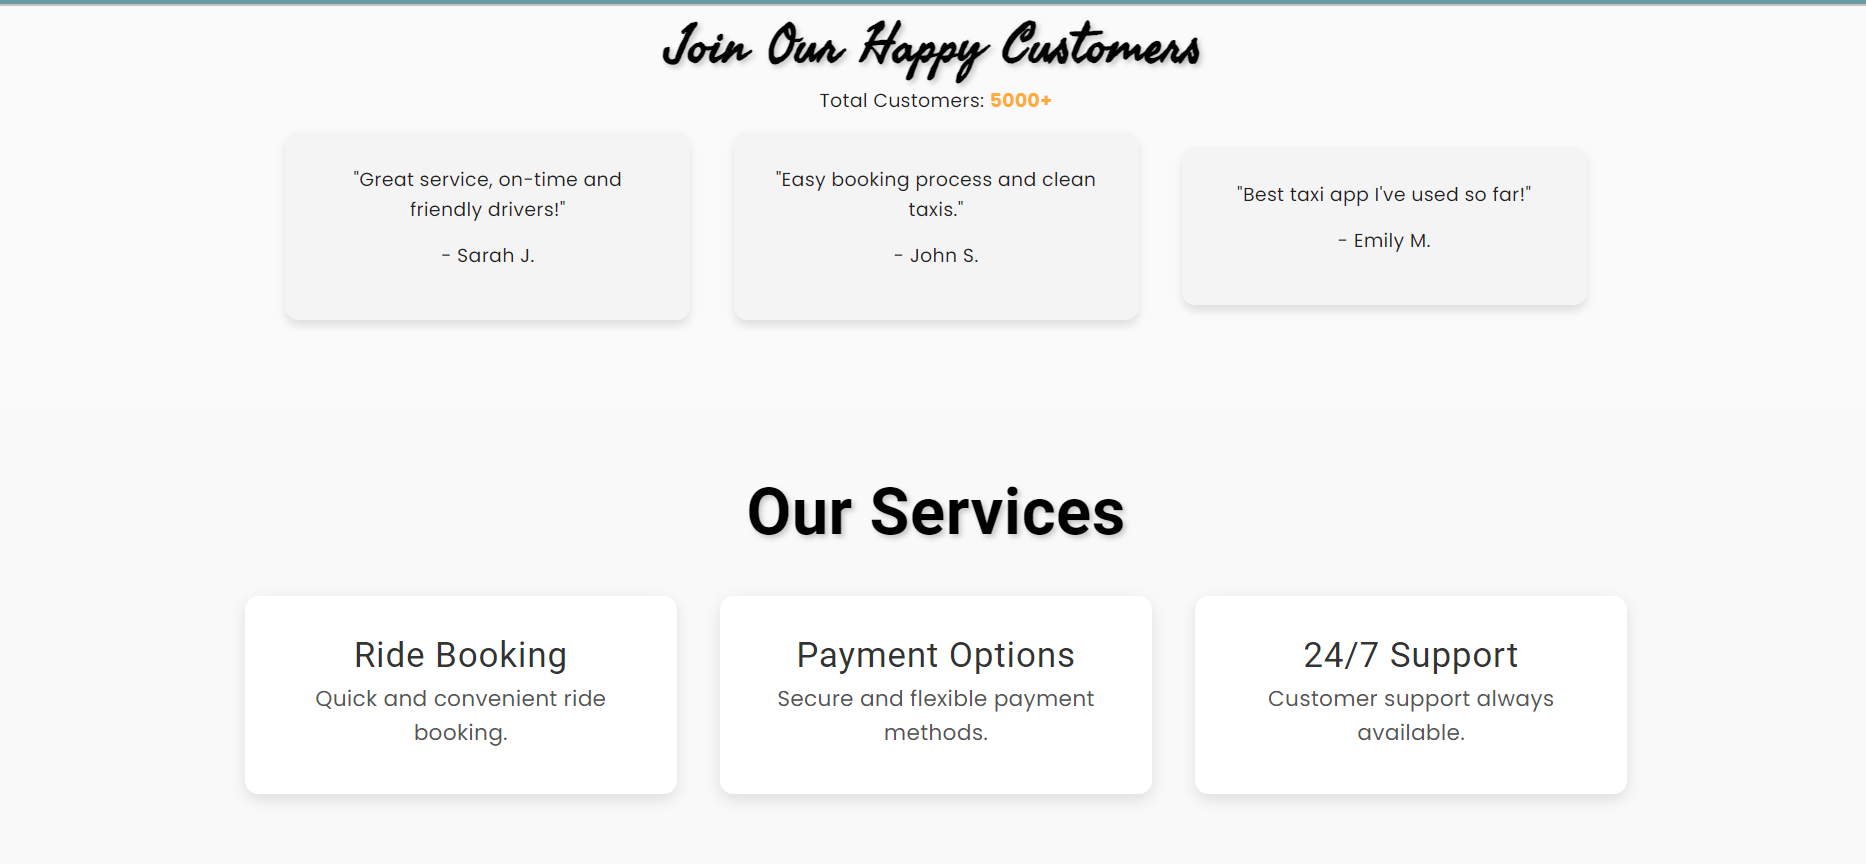 Join Our Happy Customers
Total Customers: 5000+
"Great service, on-time and
friendly drivers!"
- Sarah J.
"Easy booking process and clean
taxis."
- John S.
"Best taxi app I've used so far!"
- Emily M.
Our Services
Ride Booking
Quick and convenient ride
booking.
Payment Options
Secure and flexible payment
methods.
24/7 Support
Customer support always
available.